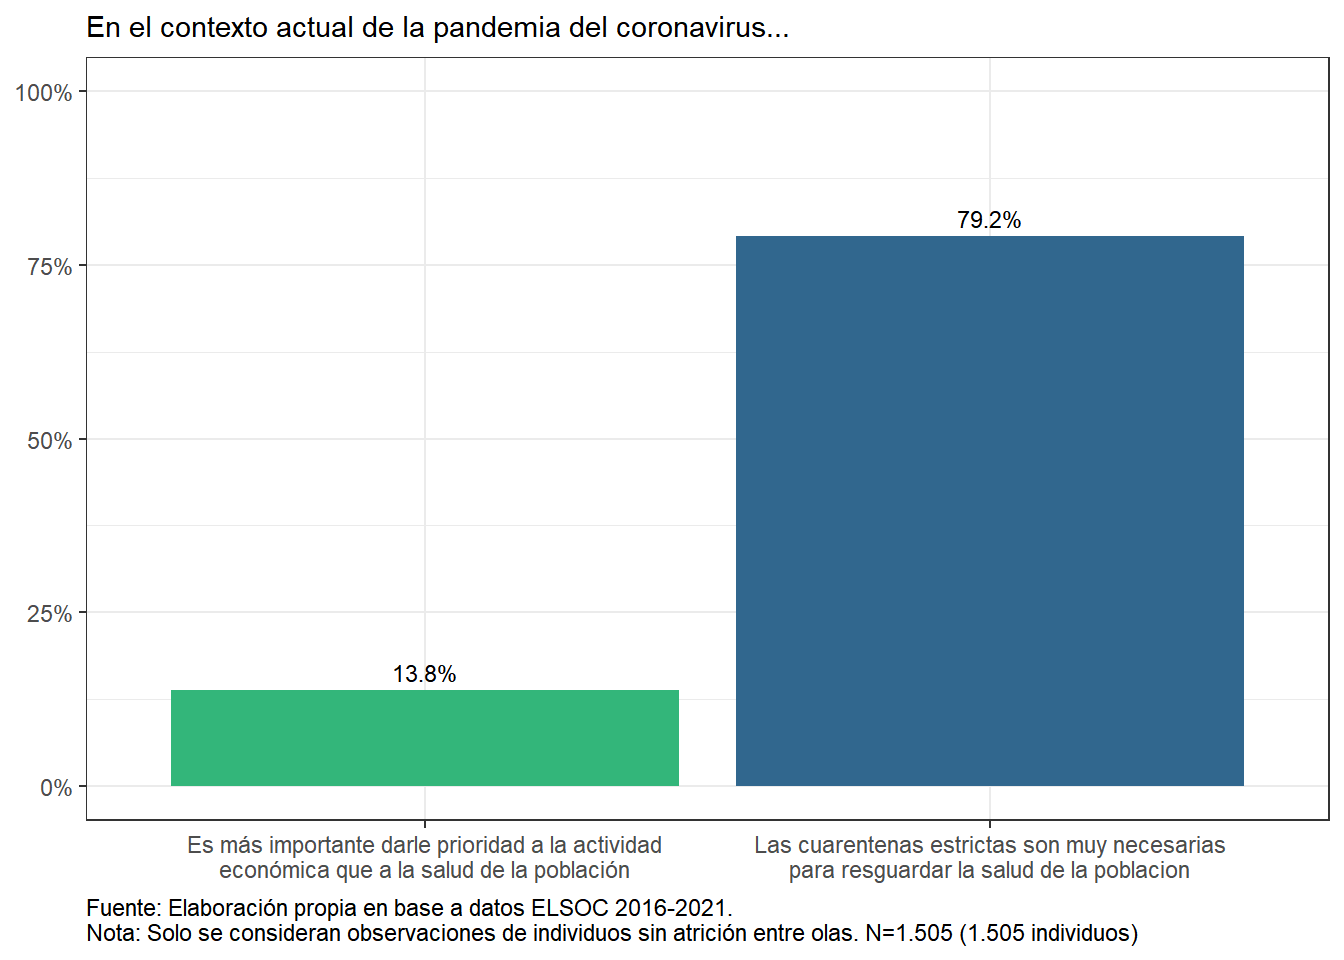 En el contexto actual de la pandemia del coronavirus...
100%
75%
50%
25%
0%
79.2%
13.8%
Es más importante darle prioridad a la actividad
económica que a la salud de la población
Las cuarentenas estrictas son muy necesarias
para resguardar la salud de la poblacion
Fuente: Elaboración propia en base a datos ELSOC 2016-2021.
Nota: Solo se consideran observaciones de individuos sin atrición entre olas. N=1.505 (1.505 individuos)